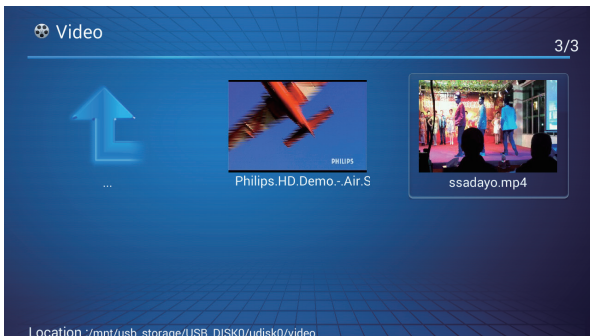 Video
3/3
PHILIPS
...
Philips.HD.Demo.-.Air.S
ssadayo.mp4
Location :/mnt/usb_storage/USB_DISK0/udisk0/video